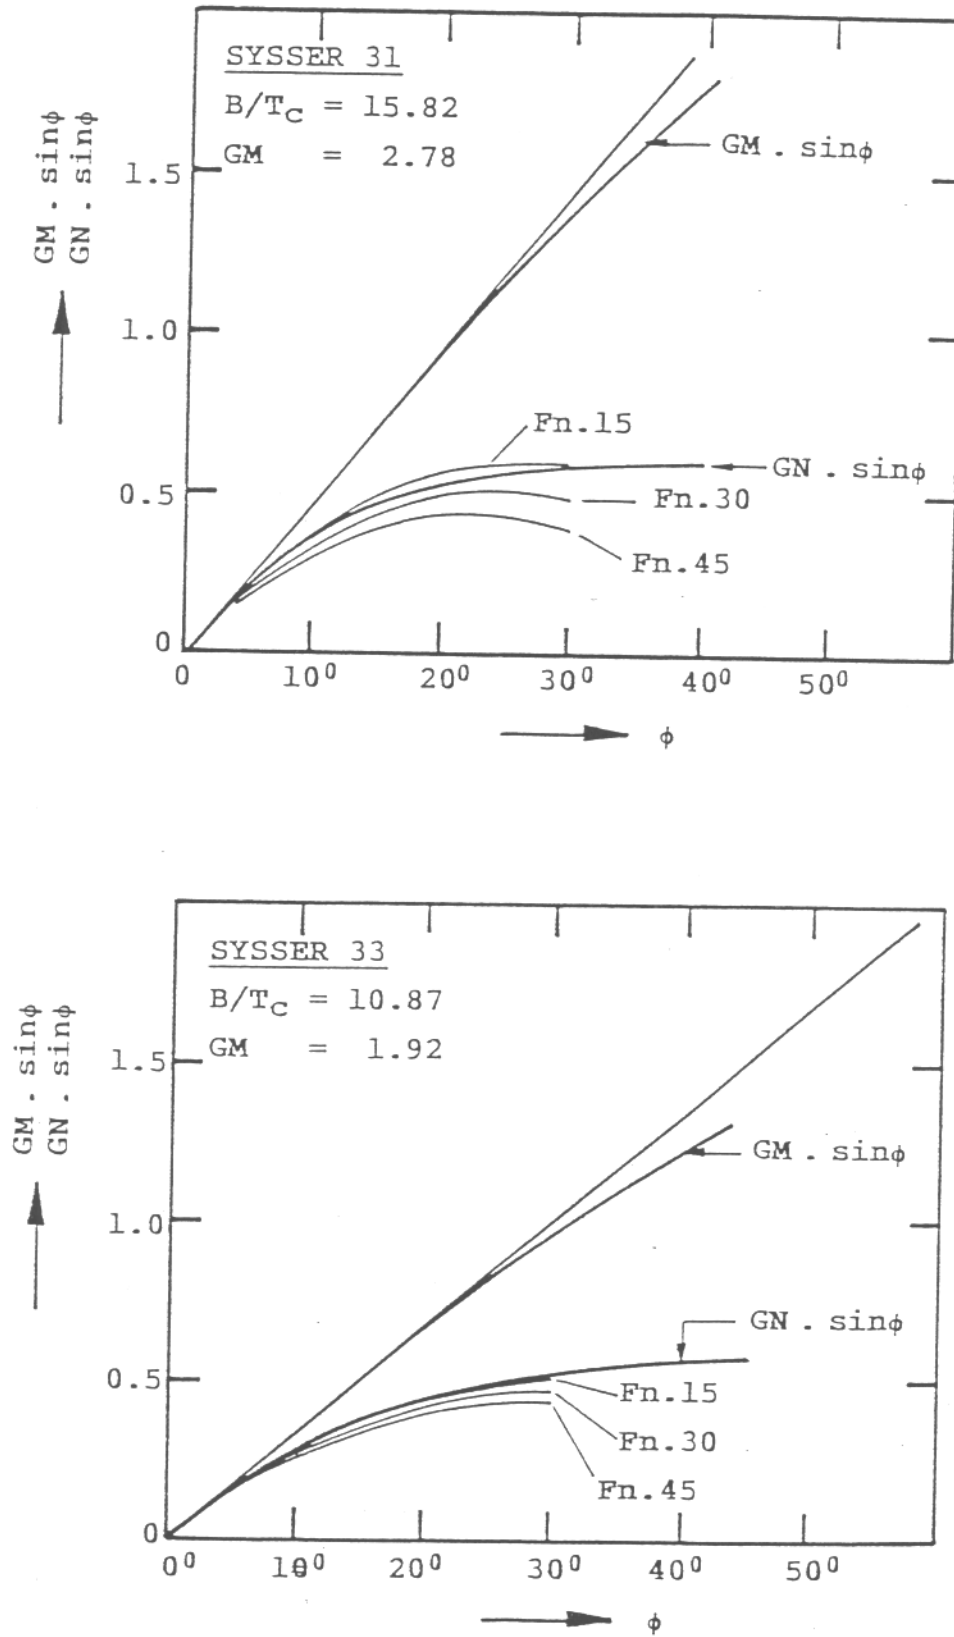 SYSSER 31
B/TC = 15.82
GM = 2.78
GM . sinφ
GN . sinφ
1.5
1.0
0.5
0
GM . sinφ
Fn.15
GN . sinφ
Fn.30
Fn.45
0 10⁰ 20⁰ 30⁰ 40⁰ 50⁰
φ
SYSSER 33
B/TC = 10.87
GM = 1.92
GM . sinφ
GN . sinφ
1.5
1.0
0.5
0
GM . sinφ
GN . sinφ
Fn.15
Fn.30
Fn.45
0⁰ 10⁰ 20⁰ 30⁰ 40⁰ 50⁰
φ